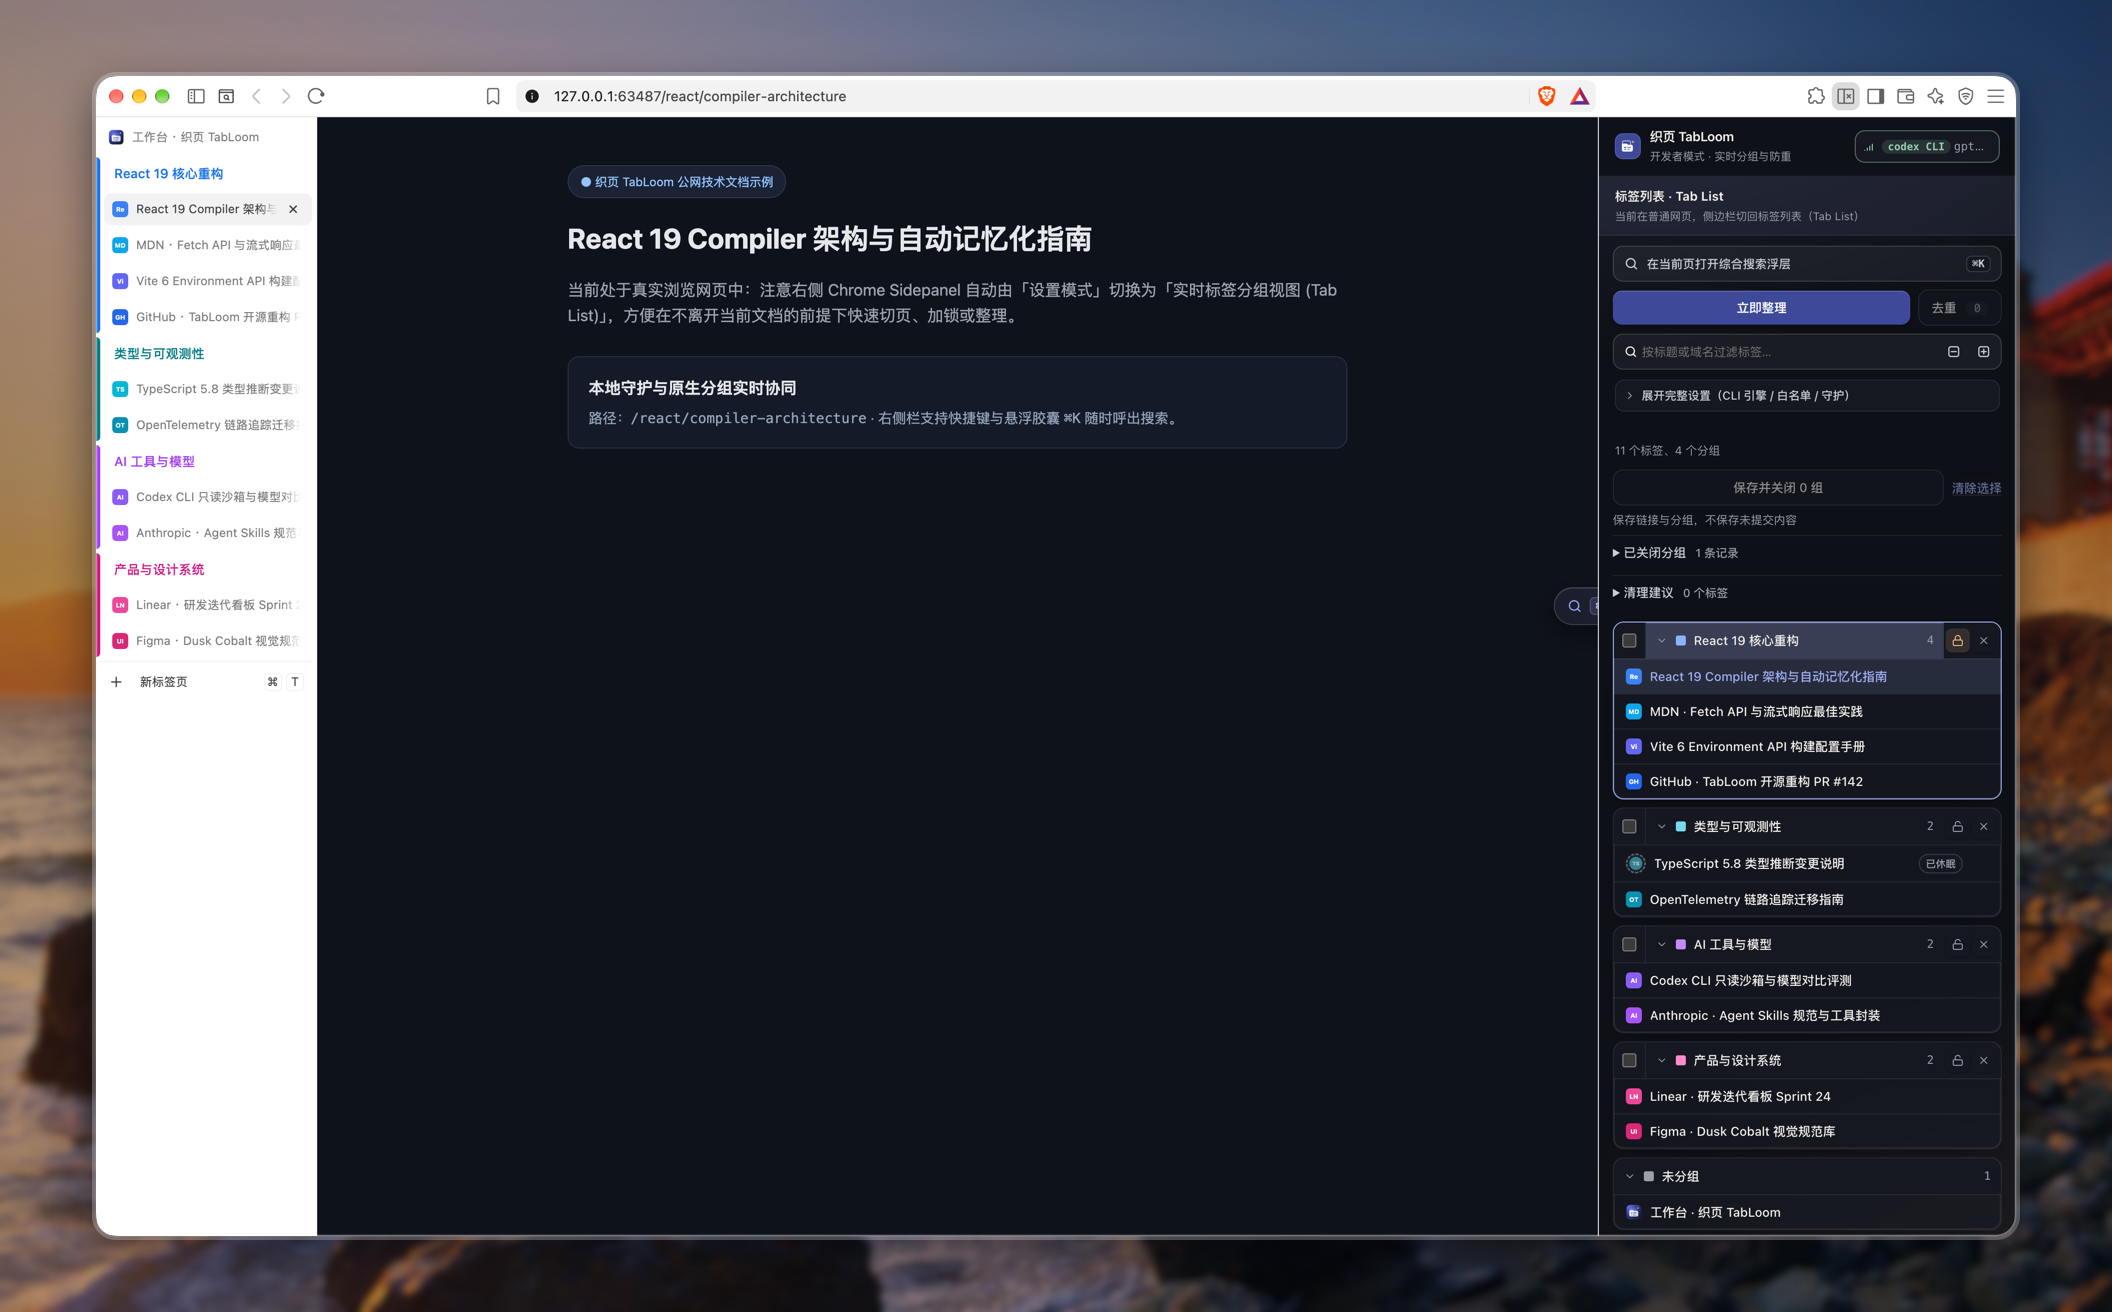 127.0.0.1:63487/react/compiler-architecture
工作台 · 织页 TabLoom
React 19 核心重构
React 19 Compiler 架构与
MDN · Fetch API 与流式响应
Vite 6 Environment API 构建
GitHub · TabLoom 开源重构
类型与可观测性
TypeScript 5.8 类型推断变更
OpenTelemetry 链路追踪迁移
AI 工具与模型
Codex CLI 只读沙箱与模型对
Anthropic · Agent Skills 规范
产品与设计系统
Linear · 研发迭代看板 Sprint
Figma · Dusk Cobalt 视觉规范
新标签页 ⌘ T
织页 TabLoom 公网技术文档示例
React 19 Compiler 架构与自动记忆化指南
当前处于真实浏览网页中：注意右侧 Chrome Sidepanel 自动由「设置模式」切换为「实时标签分组视图 (Tab
List)」，方便在不离开当前文档的前提下快速切页、加锁或整理。
本地守护与原生分组实时协同
路径：/react/compiler-architecture · 右侧栏支持快捷键与悬浮胶囊 ⌘K 随时呼出搜索。
织页 TabLoom
开发者模式 · 实时分组与防重
codex CLI gpt...
标签列表 · Tab List
当前在普通网页，侧边栏切回标签列表（Tab List）
在当前页打开综合搜索浮层 ⌘K
立即整理 去重 0
按标题或域名过滤标签...
展开完整设置（CLI 引擎 / 白名单 / 守护）
11 个标签、4 个分组
保存并关闭 0 组 清除选择
保存链接与分组，不保存未提交内容
已关闭分组 1 条记录
清理建议 0 个标签
React 19 核心重构 4
Re React 19 Compiler 架构与自动记忆化指南
MD MDN · Fetch API 与流式响应最佳实践
Vi Vite 6 Environment API 构建配置手册
GH GitHub · TabLoom 开源重构 PR #142
类型与可观测性 2
TS TypeScript 5.8 类型推断变更说明 已休眠
OT OpenTelemetry 链路追踪迁移指南
AI 工具与模型 2
AI Codex CLI 只读沙箱与模型对比评测
AI Anthropic · Agent Skills 规范与工具封装
产品与设计系统 2
LN Linear · 研发迭代看板 Sprint 24
UI Figma · Dusk Cobalt 视觉规范库
未分组 1
工作台 · 织页 TabLoom